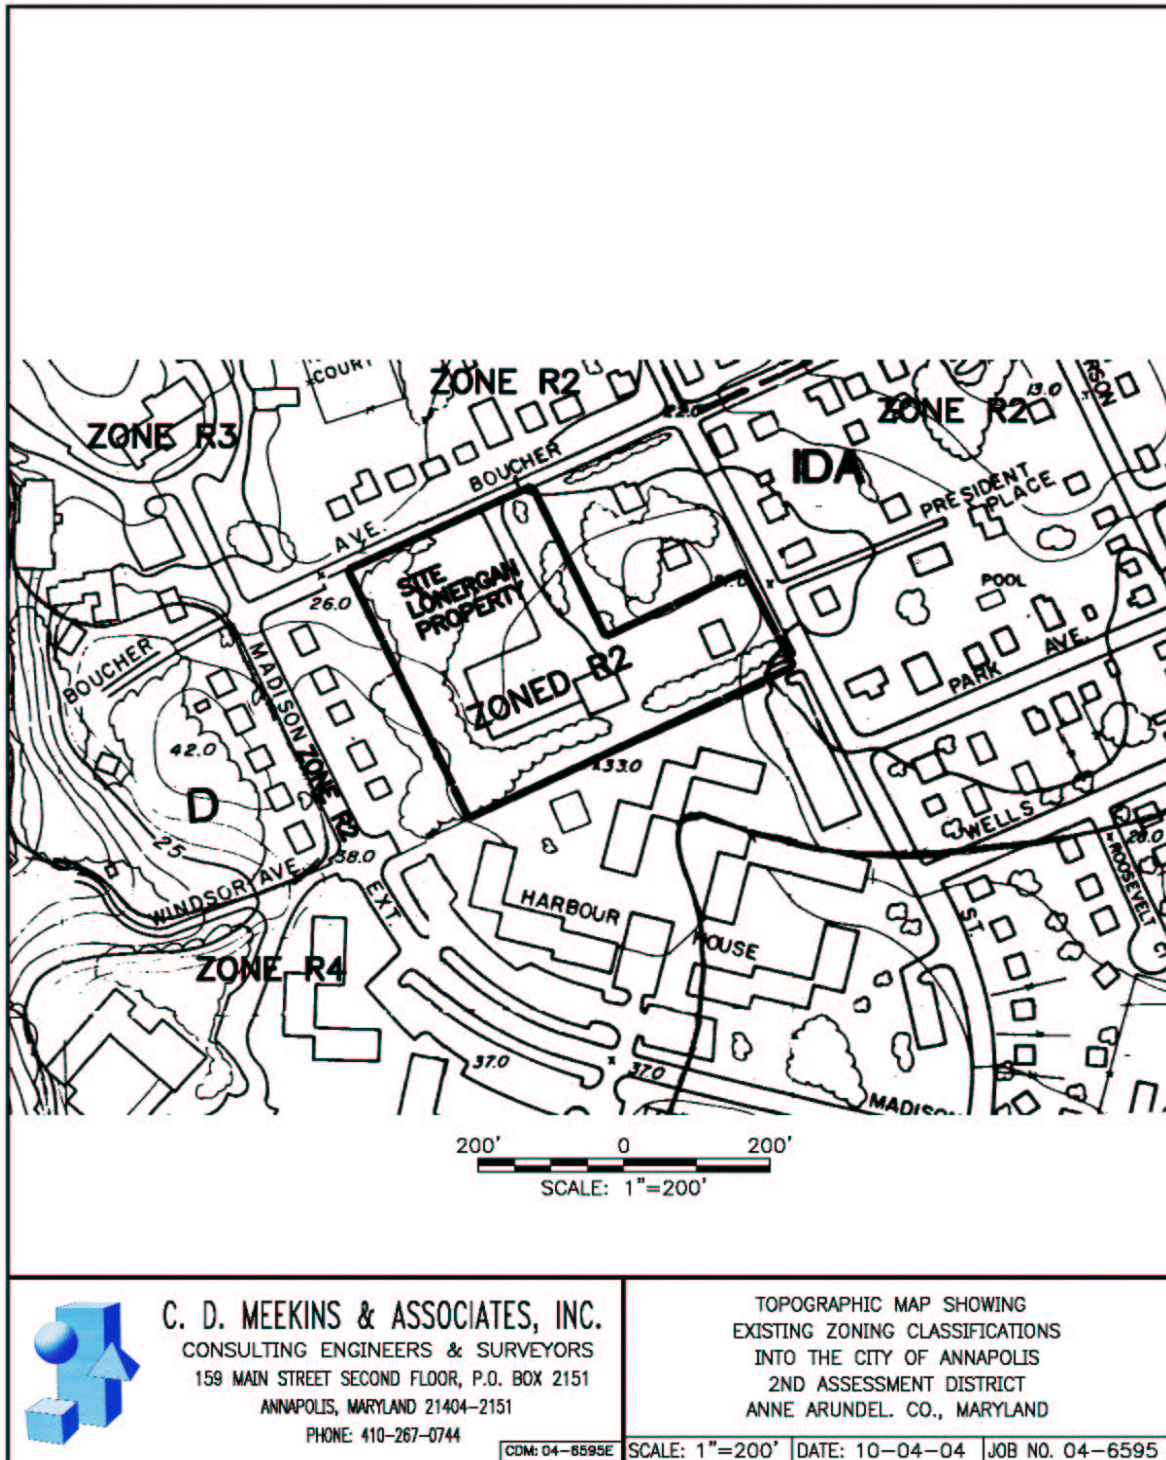 COURT
ZONE R2
ZONE R3
22.0
ZONE R2
13.0
RSON
BOUCHER
AVE.
IDA
PRESIDENT
PLACE
26.0
SITE
LONERGAN
PROPERTY
POOL
BOUCHER
MADISON
ZONED R2
PARK AVE.
42.0
ZONE R2
33.0
D
25
WELLS
38.0
28.0
WINDSOR AVE.
EXT.
ROOSEVELT
HARBOUR
HOUSE
ST.
ZONE R4
37.0
37.0
MADISON
200' 0 200'
SCALE: 1"=200'
C. D. MEEKINS & ASSOCIATES, INC.
CONSULTING ENGINEERS & SURVEYORS
159 MAIN STREET SECOND FLOOR, P.O. BOX 2151
ANNAPOLIS, MARYLAND 21404-2151
PHONE: 410-267-0744
CDM: 04-6595E
TOPOGRAPHIC MAP SHOWING
EXISTING ZONING CLASSIFICATIONS
INTO THE CITY OF ANNAPOLIS
2ND ASSESSMENT DISTRICT
ANNE ARUNDEL. CO., MARYLAND
SCALE: 1"=200' DATE: 10-04-04 JOB NO. 04-6595